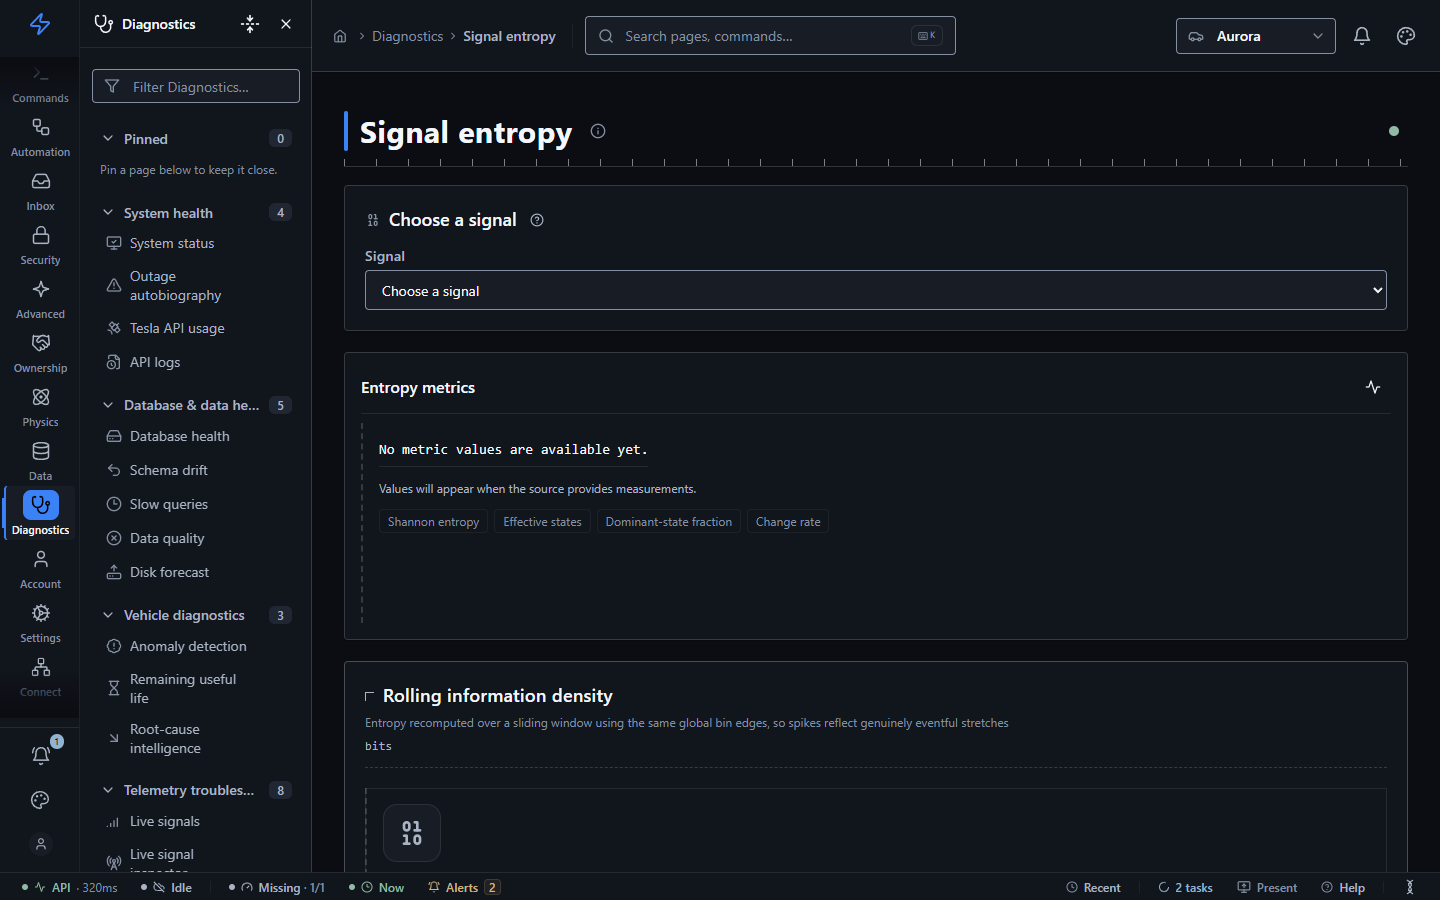 Diagnostics
Diagnostics
Signal entropy
Search pages, commands...
K
Aurora
Commands
Automation
Inbox
Security
Advanced
Ownership
Physics
Data
Diagnostics
Account
Settings
Connect
1
Filter Diagnostics...
Pinned
0
Pin a page below to keep it close.
System health
4
System status
Outage
autobiography
Tesla API usage
API logs
Database & data he...
5
Database health
Schema drift
Slow queries
Data quality
Disk forecast
Vehicle diagnostics
3
Anomaly detection
Remaining useful
life
Root-cause
intelligence
Telemetry troubles...
8
Live signals
Live signal
Signal entropy
01
10
Choose a signal
Signal
Choose a signal
Entropy metrics
No metric values are available yet.
Values will appear when the source provides measurements.
Shannon entropy
Effective states
Dominant-state fraction
Change rate
Rolling information density
Entropy recomputed over a sliding window using the same global bin edges, so spikes reflect genuinely eventful stretches
bits
01
10
API · 320ms
Idle
Missing · 1/1
Now
Alerts 2
Recent
2 tasks
Present
Help